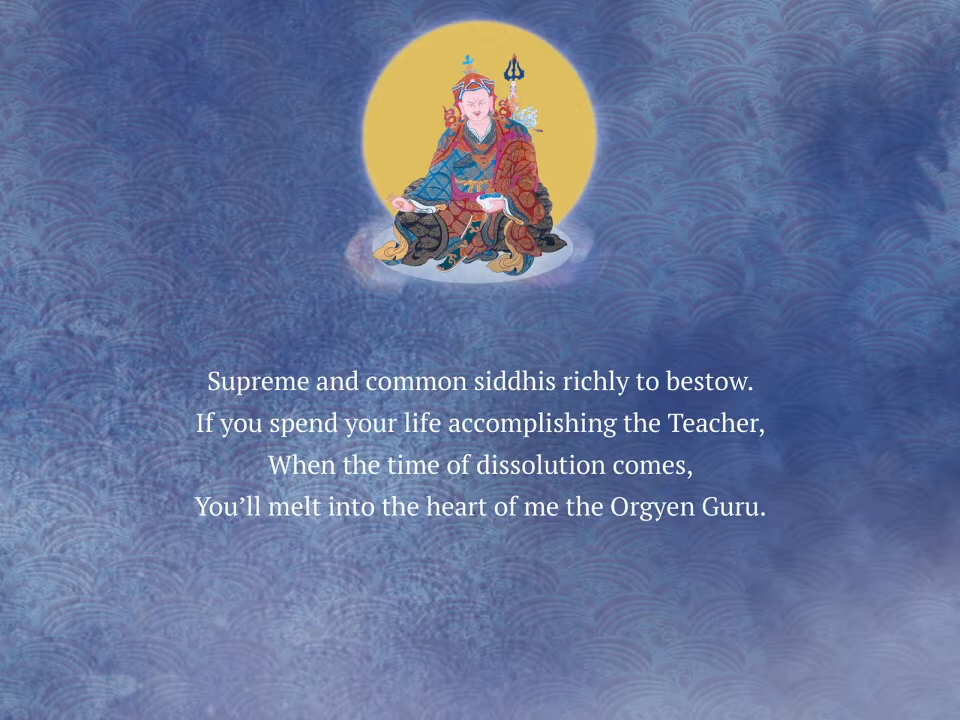 Supreme and common siddhis richly to bestow.
If you spend your life accomplishing the Teacher,
When the time of dissolution comes,
You’ll melt into the heart of me the Orgyen Guru.